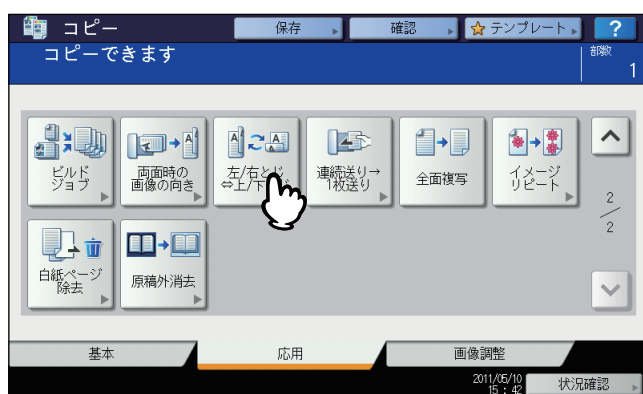 コピー
保存
確認
テンプレート
?
コピーできます
部数
1
ビルド
ジョブ
両面時の
画像の向き
左/右とじ
⇔上/下
連続送り→
1枚送り
全面複写
イメージ
リピート
2
2
白紙ページ
除去
原稿外消去
基本
応用
画像調整
2011/05/10
15:42
状況確認